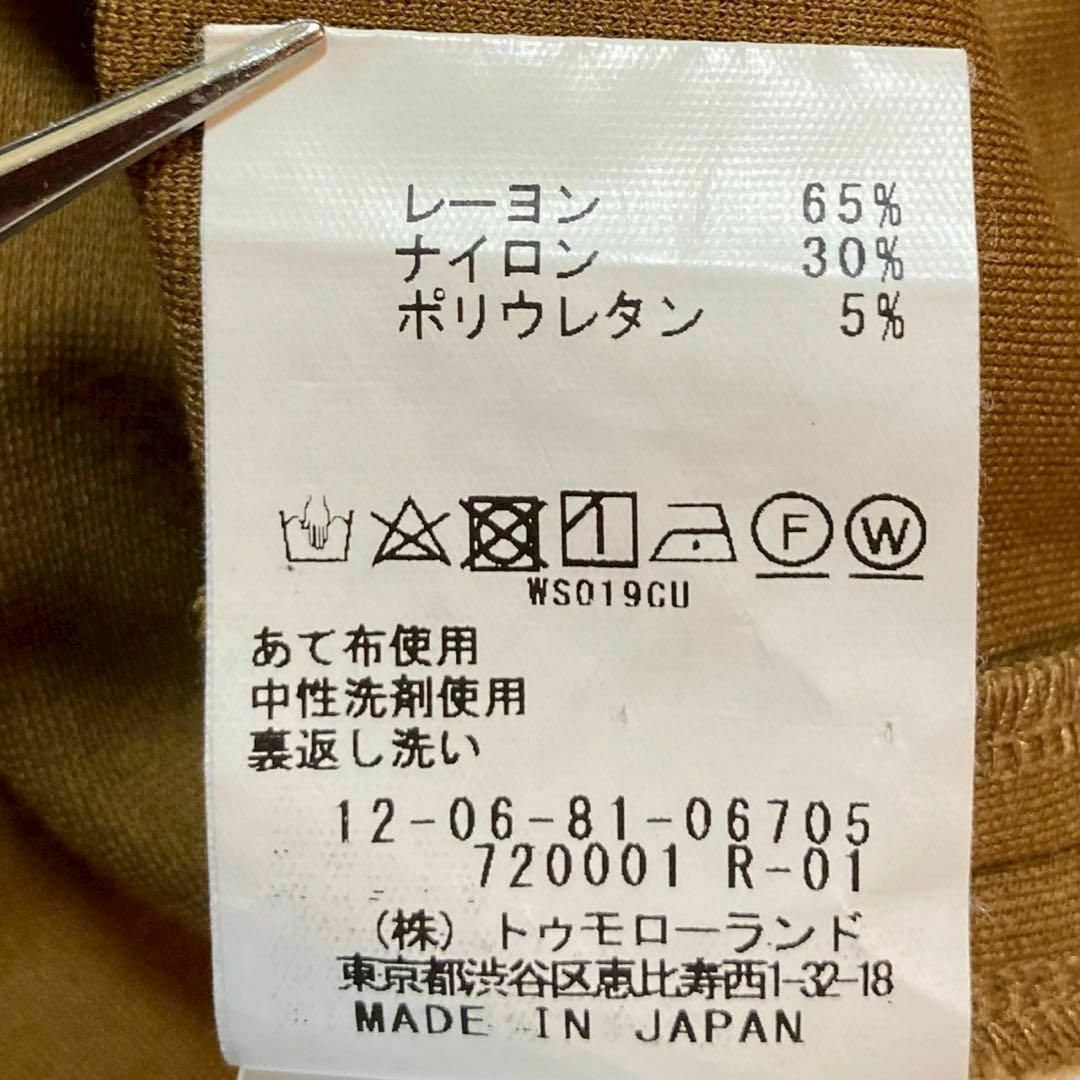 レーヨン 65%
ナイロン 30%
ポリウレタン 5%
F W
WS019CU
あて布使用
中性洗剤使用
裏返し洗い
12-06-81-06705
720001 R-01
(株)トゥモローランド
東京都渋谷区恵比寿西1-32-18
MADE IN JAPAN